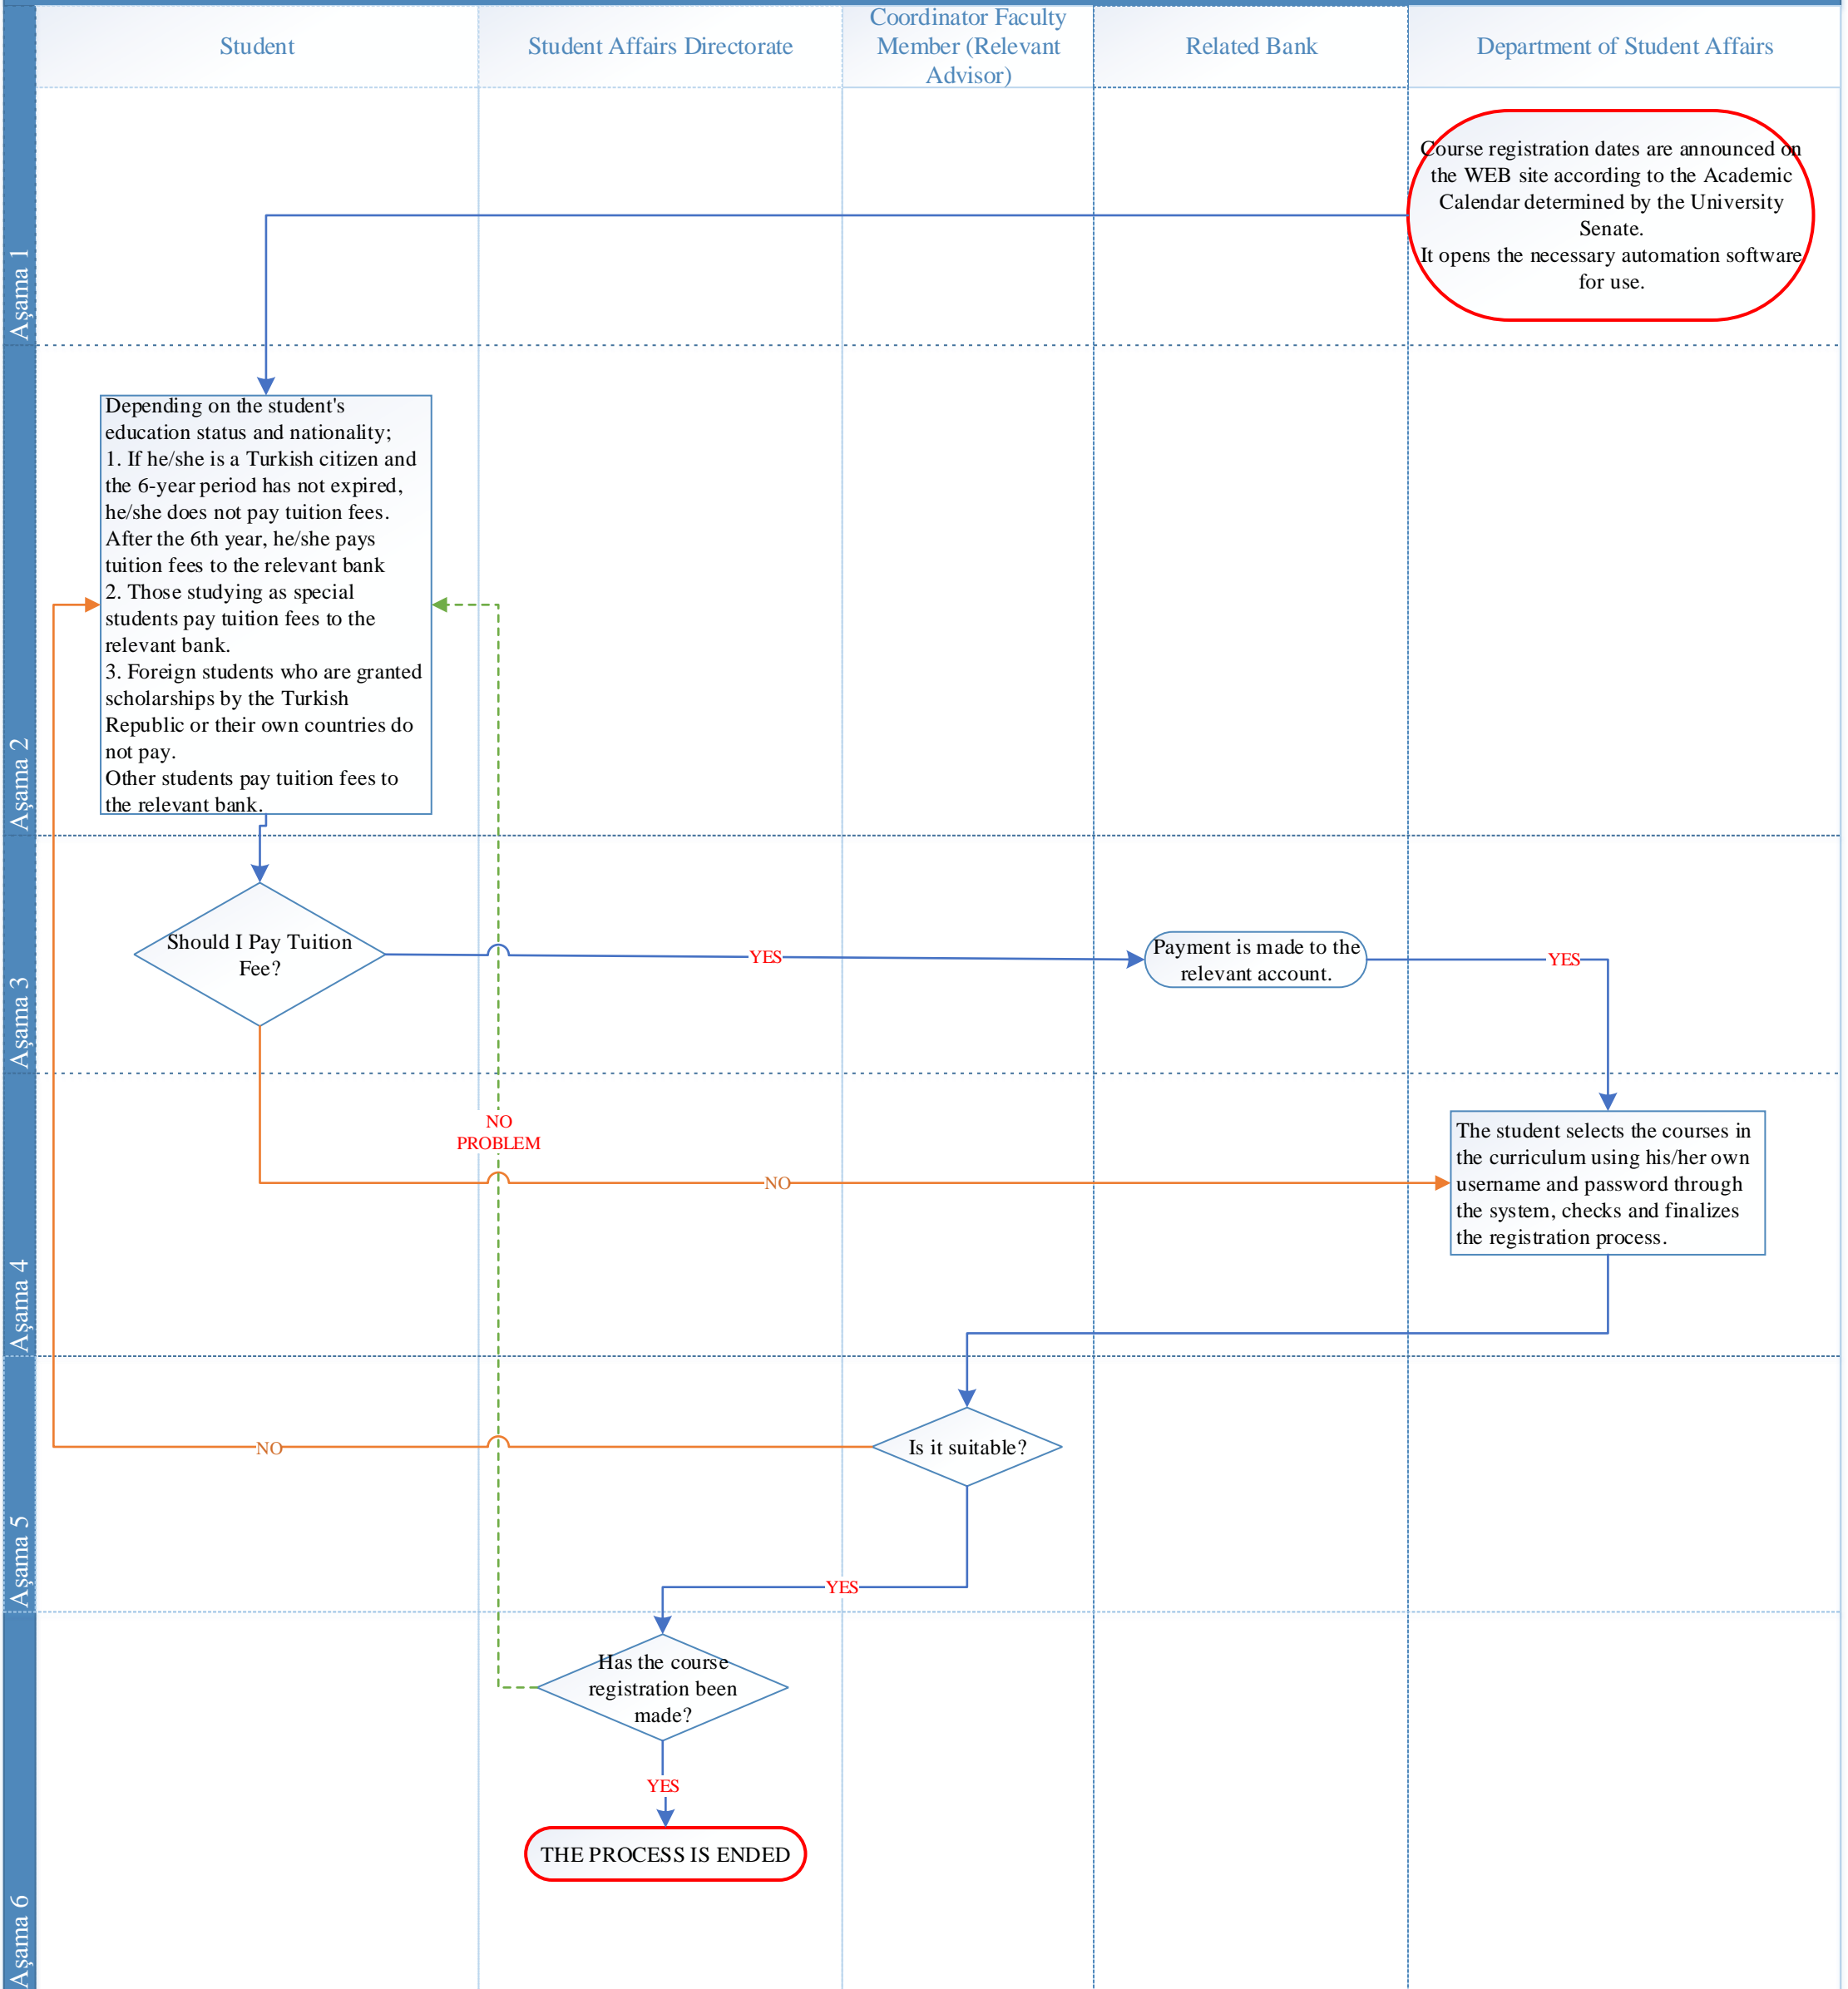 Student
Student Affairs Directorate
Coordinator Faculty
Member (Relevant
Advisor)
Related Bank
Department of Student Affairs
Aşama 1
Course registration dates are announced on
the WEB site according to the Academic
Calendar determined by the University
Senate.
It opens the necessary automation software
for use.
Aşama 2
Depending on the student's
education status and nationality;
1. If he/she is a Turkish citizen and
the 6-year period has not expired,
he/she does not pay tuition fees.
After the 6th year, he/she pays
tuition fees to the relevant bank
2. Those studying as special
students pay tuition fees to the
relevant bank.
3. Foreign students who are granted
scholarships by the Turkish
Republic or their own countries do
not pay.
Other students pay tuition fees to
the relevant bank.
Aşama 3
Should I Pay Tuition
Fee?
YES
Payment is made to the
relevant account.
YES
Aşama 4
NO
PROBLEM
NO
The student selects the courses in
the curriculum using his/her own
username and password through
the system, checks and finalizes
the registration process.
Aşama 5
NO
Is it suitable?
YES
Aşama 6
Has the course
registration been
made?
YES
THE PROCESS IS ENDED